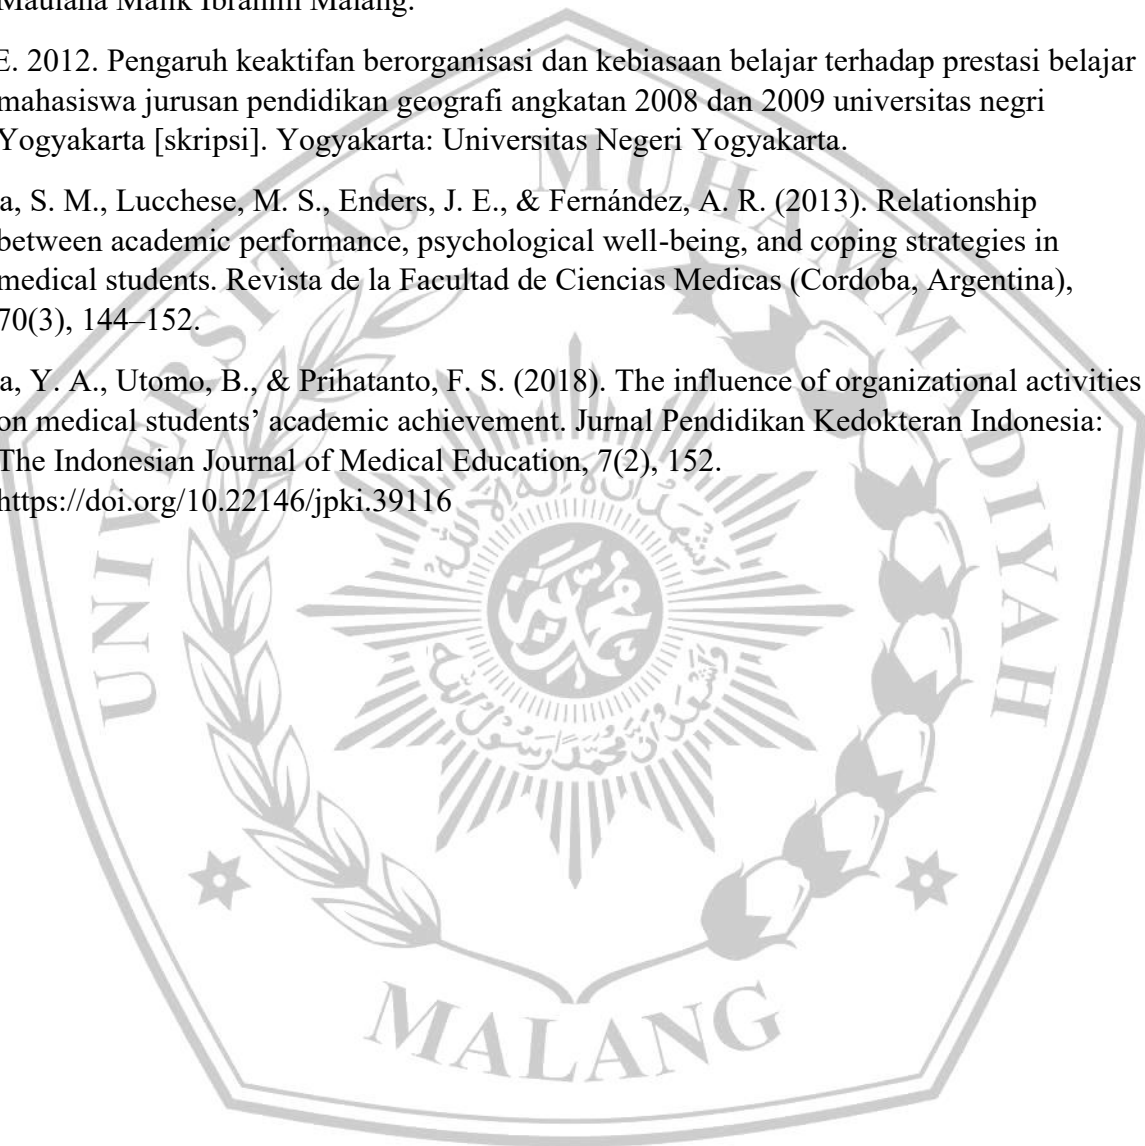 Maulana Malik Ibrahim Malang.
E. 2012. Pengaruh keaktifan berorganisasi dan kebiasaan belajar terhadap prestasi belajar
mahasiswa jurusan pendidikan geografi angkatan 2008 dan 2009 universitas negri
Yogyakarta [skripsi]. Yogyakarta: Universitas Negeri Yogyakarta.
a, S. M., Lucchese, M. S., Enders, J. E., & Fernández, A. R. (2013). Relationship
between academic performance, psychological well-being, and coping strategies in
medical students. Revista de la Facultad de Ciencias Medicas (Cordoba, Argentina),
70(3), 144–152.
a, Y. A., Utomo, B., & Prihatanto, F. S. (2018). The influence of organizational activities
on medical students’ academic achievement. Jurnal Pendidikan Kedokteran Indonesia:
The Indonesian Journal of Medical Education, 7(2), 152.
https://doi.org/10.22146/jpki.39116
UNIVERSITAS MUHAMMADIYAH
MALANG